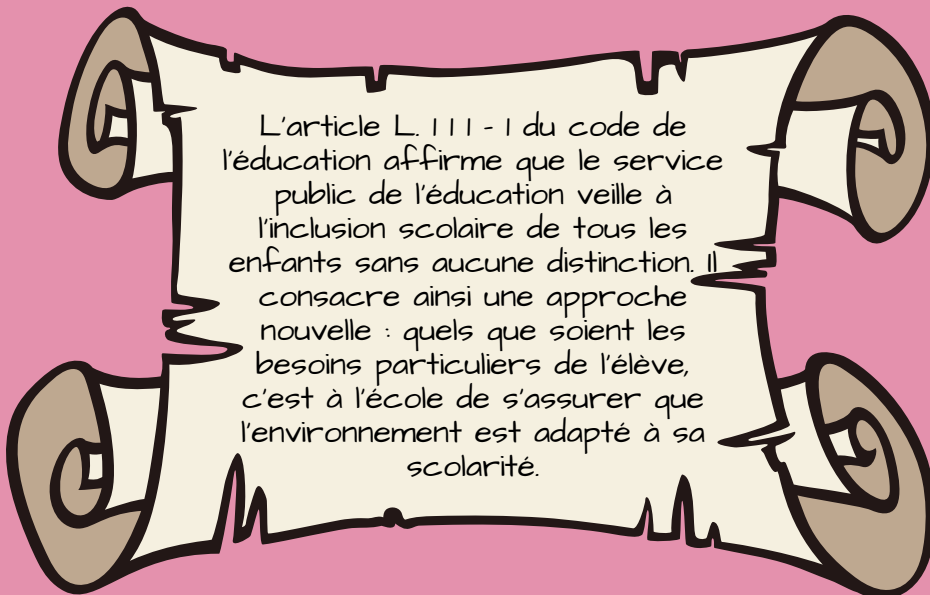 L'article L. 111 - 1 du code de
l'éducation affirme que le service
public de l'éducation veille à
l'inclusion scolaire de tous les
enfants sans aucune distinction. Il
consacre ainsi une approche
nouvelle : quels que soient les
besoins particuliers de l'élève,
c'est à l'école de s'assurer que
l'environnement est adapté à sa
scolarité.